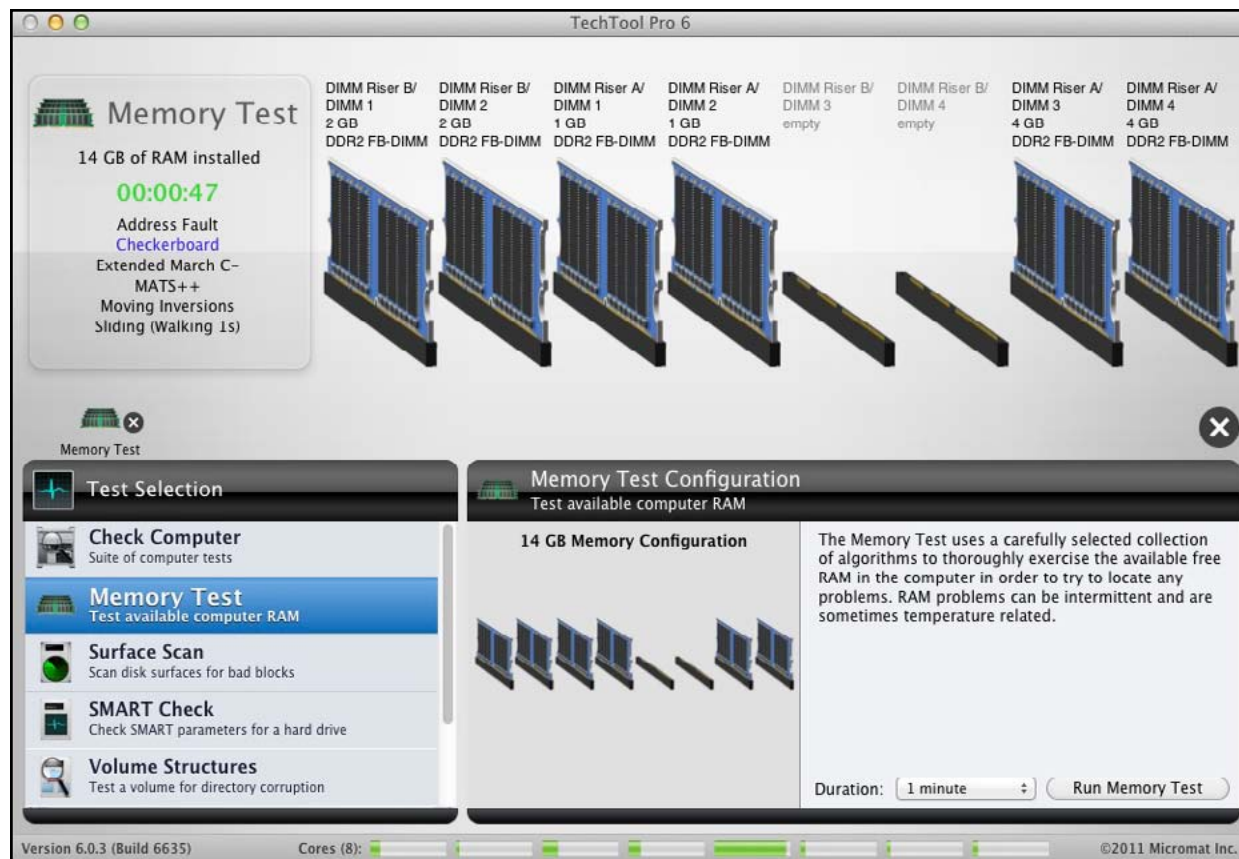 TechTool Pro 6
Memory Test
14 GB of RAM installed
00:00:47
Address Fault
Checkerboard
Extended March C-
MATS++
Moving Inversions
Sliding (Walking 1s)
DIMM Riser B/
DIMM 1
2 GB
DDR2 FB-DIMM
DIMM Riser B/
DIMM 2
2 GB
DDR2 FB-DIMM
DIMM Riser A/
DIMM 1
1 GB
DDR2 FB-DIMM
DIMM Riser A/
DIMM 2
1 GB
DDR2 FB-DIMM
DIMM Riser B/
DIMM 3
empty
DIMM Riser B/
DIMM 4
empty
DIMM Riser A/
DIMM 3
4 GB
DDR2 FB-DIMM
DIMM Riser A/
DIMM 4
4 GB
DDR2 FB-DIMM
Memory Test
Test Selection
Check Computer
Suite of computer tests
Memory Test
Test available computer RAM
Surface Scan
Scan disk surfaces for bad blocks
SMART Check
Check SMART parameters for a hard drive
Volume Structures
Test a volume for directory corruption
Memory Test Configuration
Test available computer RAM
14 GB Memory Configuration
The Memory Test uses a carefully selected collection
of algorithms to thoroughly exercise the available free
RAM in the computer in order to try to locate any
problems. RAM problems can be intermittent and are
sometimes temperature related.
Duration: 1 minute
Run Memory Test
Version 6.0.3 (Build 6635)
Cores (8):
©2011 Micromat Inc.